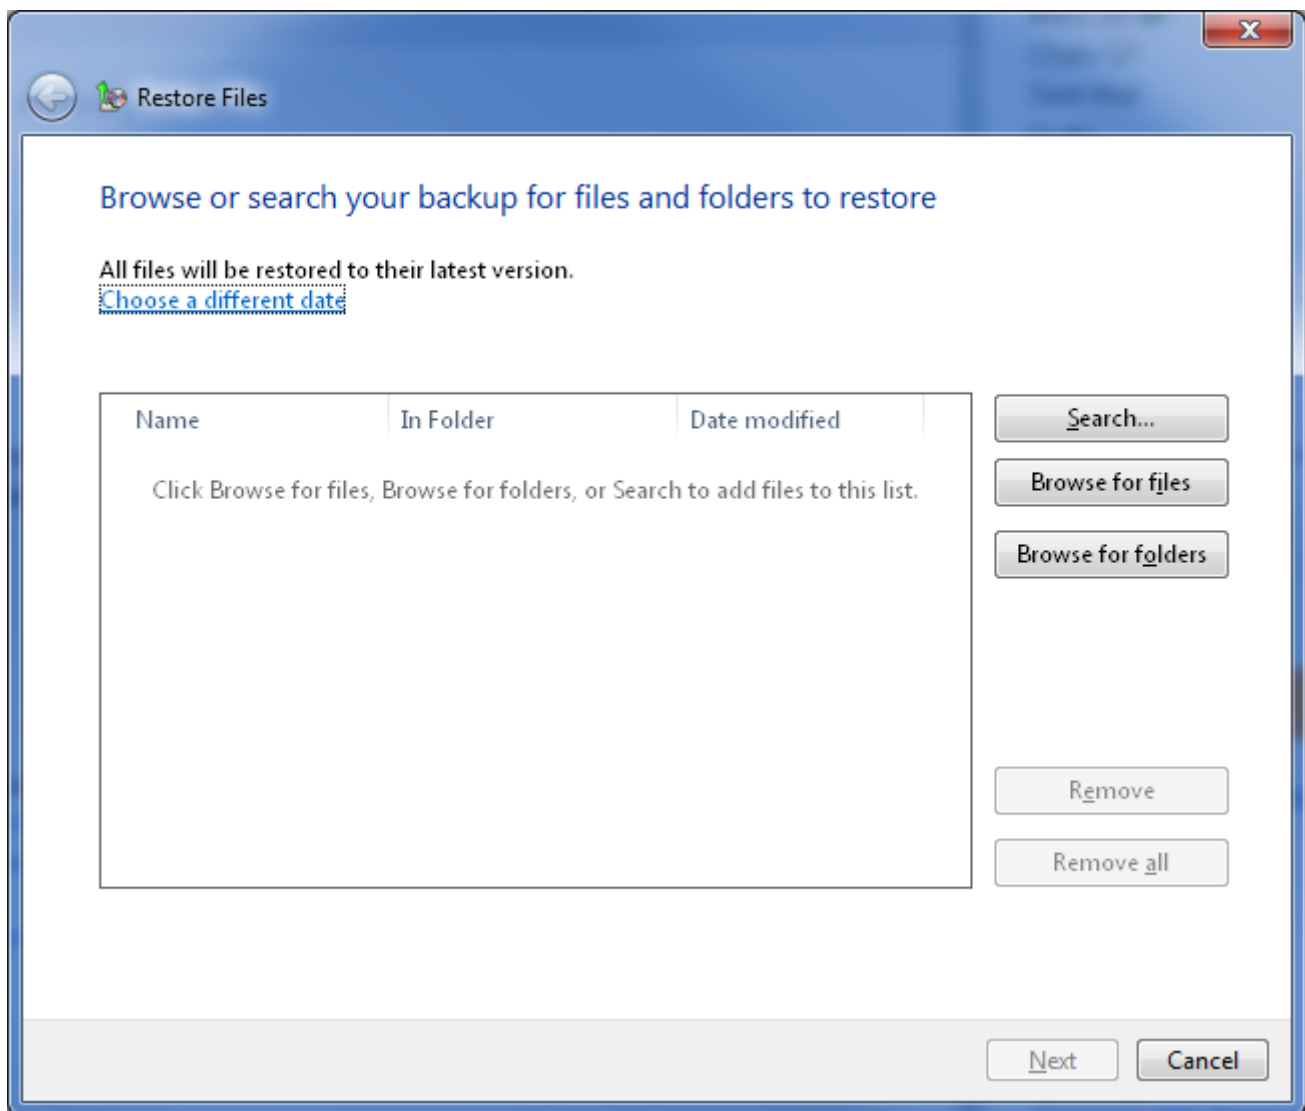 Restore Files
Browse or search your backup for files and folders to restore
All files will be restored to their latest version.
Choose a different date
Name In Folder Date modified
Click Browse for files, Browse for folders, or Search to add files to this list.
Search...
Browse for files
Browse for folders
Remove
Remove all
Next Cancel